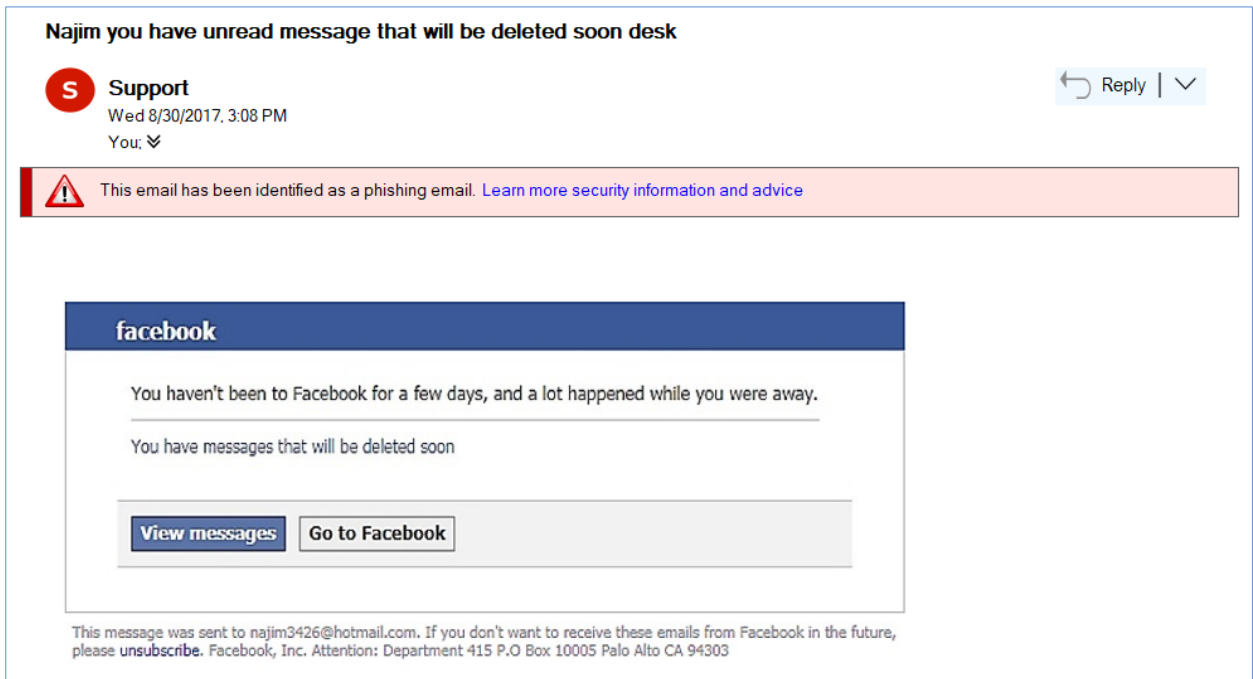 Najim you have unread message that will be deleted soon desk
S
Support
Wed 8/30/2017, 3:08 PM
You;
Reply
This email has been identified as a phishing email. Learn more security information and advice
facebook
You haven't been to Facebook for a few days, and a lot happened while you were away.
You have messages that will be deleted soon
View messages Go to Facebook
This message was sent to najim3426@hotmail.com. If you don't want to receive these emails from Facebook in the future,
please unsubscribe. Facebook, Inc. Attention: Department 415 P.O Box 10005 Palo Alto CA 94303